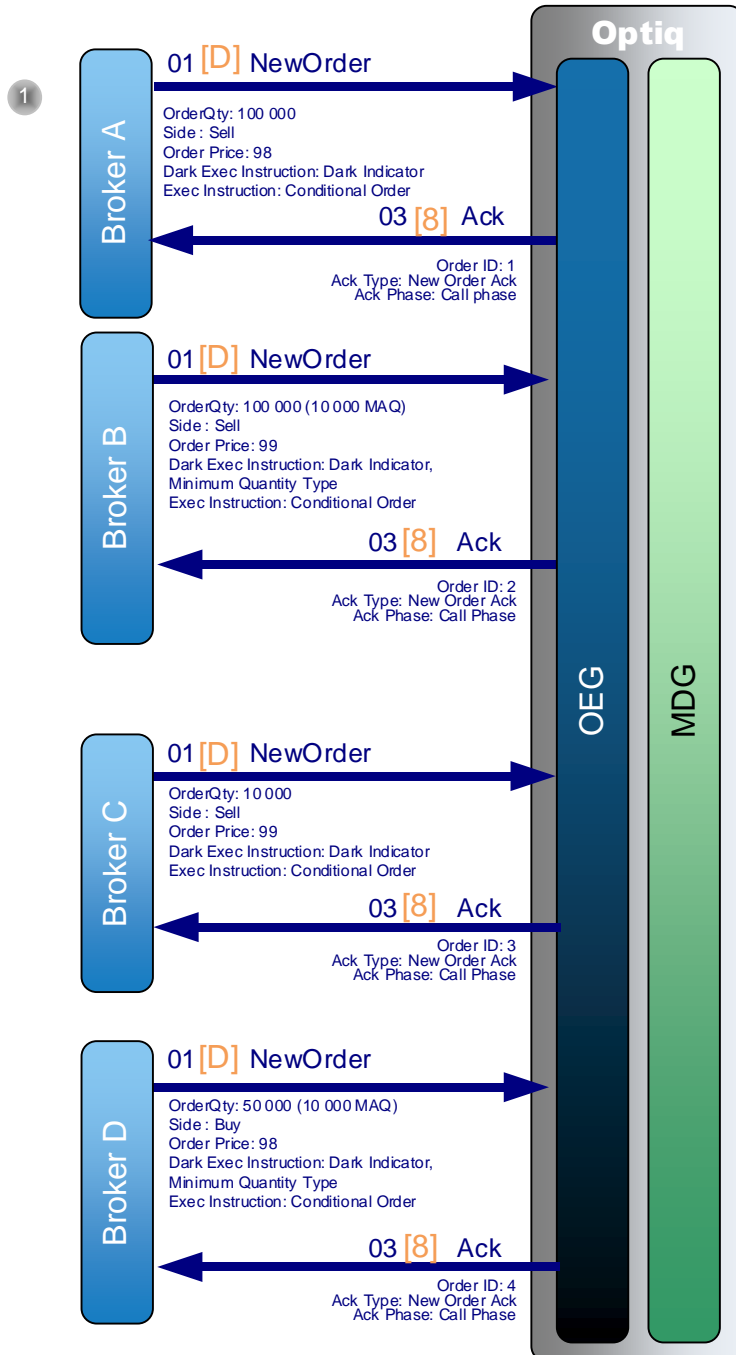 Optiq
1
Broker A
01 [D] NewOrder
OrderQty: 100 000
Side : Sell
Order Price: 98
Dark Exec Instruction: Dark Indicator
Exec Instruction: Conditional Order
03 [8] Ack
Order ID: 1
Ack Type: New Order Ack
Ack Phase: Call phase
Broker B
01 [D] NewOrder
OrderQty: 100 000 (10 000 MAQ)
Side : Sell
Order Price: 99
Dark Exec Instruction: Dark Indicator,
Minimum Quantity Type
Exec Instruction: Conditional Order
03 [8] Ack
Order ID: 2
Ack Type: New Order Ack
Ack Phase: Call Phase
OEG
MDG
Broker C
01 [D] NewOrder
OrderQty: 10 000
Side : Sell
Order Price: 99
Dark Exec Instruction: Dark Indicator
Exec Instruction: Conditional Order
03 [8] Ack
Order ID: 3
Ack Type: New Order Ack
Ack Phase: Call Phase
Broker D
01 [D] NewOrder
OrderQty: 50 000 (10 000 MAQ)
Side : Buy
Order Price: 98
Dark Exec Instruction: Dark Indicator,
Minimum Quantity Type
Exec Instruction: Conditional Order
03 [8] Ack
Order ID: 4
Ack Type: New Order Ack
Ack Phase: Call Phase